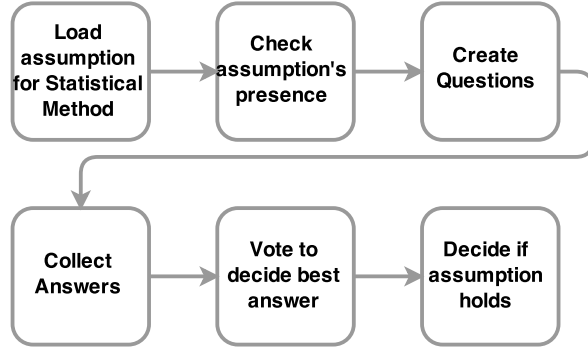 Load
assumption
for Statistical
Method
Check
assumption's
presence
Create
Questions
Collect
Answers
Vote to
decide best
answer
Decide if
assumption
holds